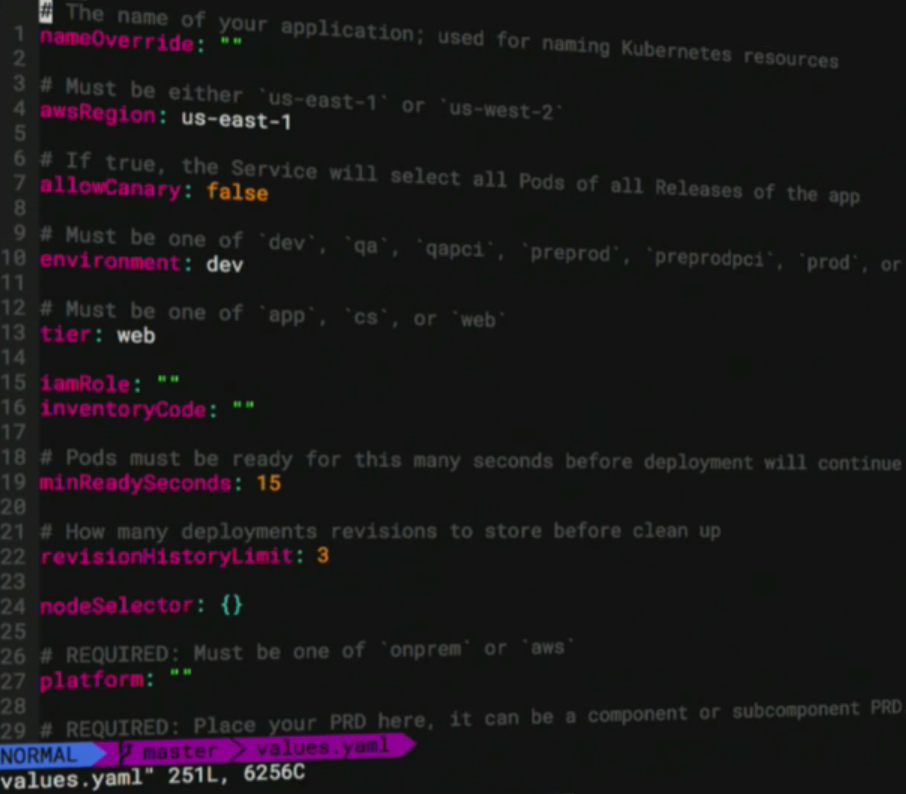 # The name of your application; used for naming Kubernetes resources
1 nameOverride: ""
2
3 # Must be either `us-east-1` or `us-west-2`
4 awsRegion: us-east-1
5
6 # If true, the Service will select all Pods of all Releases of the app
7 allowCanary: false
8
9 # Must be one of `dev`, `qa`, `qapci`, `preprod`, `preprodpci`, `prod`, or
10 environment: dev
11
12 # Must be one of `app`, `cs`, or `web`
13 tier: web
14
15 iamRole: ""
16 inventoryCode: ""
17
18 # Pods must be ready for this many seconds before deployment will continue
19 minReadySeconds: 15
20
21 # How many deployments revisions to store before clean up
22 revisionHistoryLimit: 3
23
24 nodeSelector: {}
25
26 # REQUIRED: Must be one of `onprem` or `aws`
27 platform: ""
28
29 # REQUIRED: Place your PRD here, it can be a component or subcomponent PRD
NORMAL master values.yaml
values.yaml" 251L, 6256C